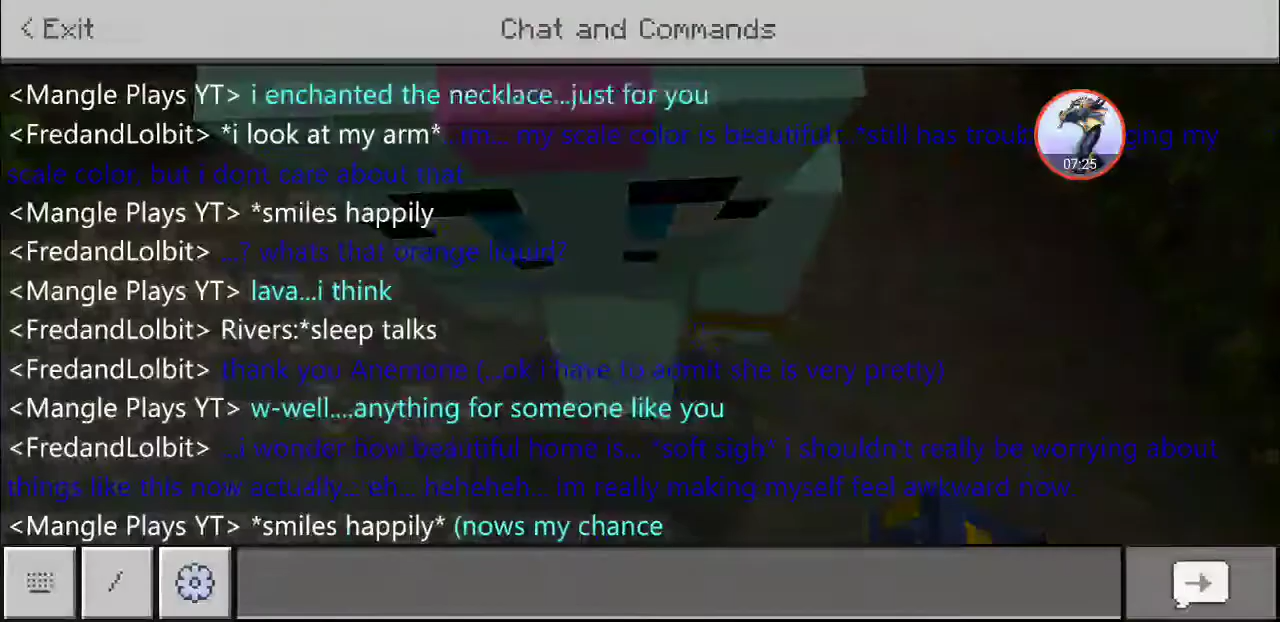 < Exit
Chat and Commands
<Mangle Plays YT> i enchanted the necklace...just for you
<FredandLolbit> *i look at my arm* ..im... my scale color is beautiful t..*still has ging my
scale color, but i dont care about that
07:25
<Mangle Plays YT> *smiles happily
<FredandLolbit> ...? whats that orange liquid?
<Mangle Plays YT> lava...i think
<FredandLolbit> Rivers:*sleep talks
<FredandLolbit> thank you Anemone (...ok i have to admit she is very pretty)
<Mangle Plays YT> w-well....anything for someone like you
<FredandLolbit> ...i wonder how beautiful home is... *soft sigh* i shouldn't really be worrying about
things like this now actually... eh... heheheh... im really making myself feel awkward now
<Mangle Plays YT> *smiles happily* (nows my chance
/